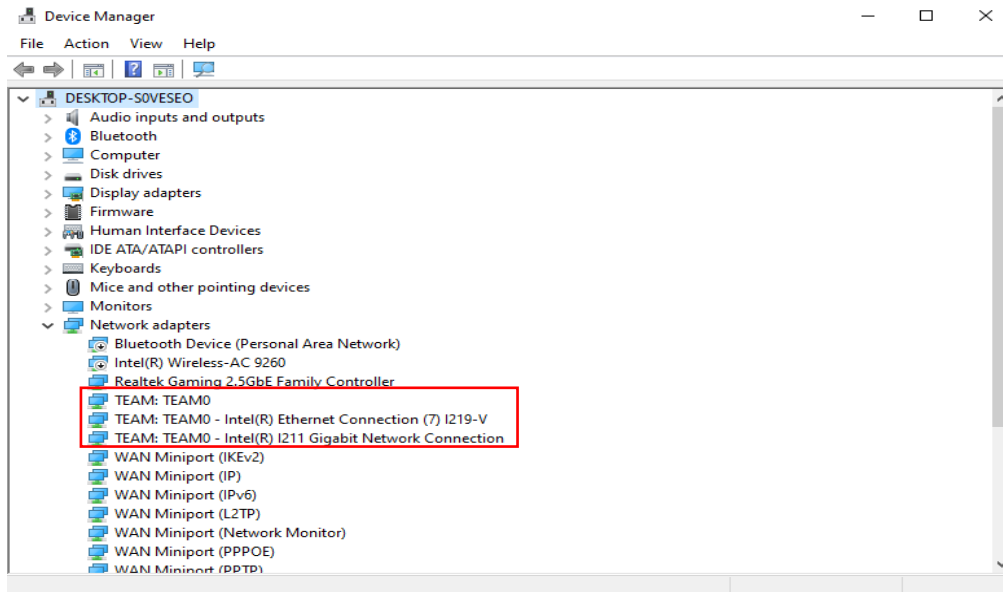 Device Manager
File Action View Help
DESKTOP-S0VESEO
Audio inputs and outputs
Bluetooth
Computer
Disk drives
Display adapters
Firmware
Human Interface Devices
IDE ATA/ATAPI controllers
Keyboards
Mice and other pointing devices
Monitors
Network adapters
Bluetooth Device (Personal Area Network)
Intel(R) Wireless-AC 9260
Realtek Gaming 2.5GbE Family Controller
TEAM: TEAM0
TEAM: TEAM0 - Intel(R) Ethernet Connection (7) I219-V
TEAM: TEAM0 - Intel(R) I211 Gigabit Network Connection
WAN Miniport (IKEv2)
WAN Miniport (IP)
WAN Miniport (IPv6)
WAN Miniport (L2TP)
WAN Miniport (Network Monitor)
WAN Miniport (PPPOE)
WAN Miniport (PPTP)